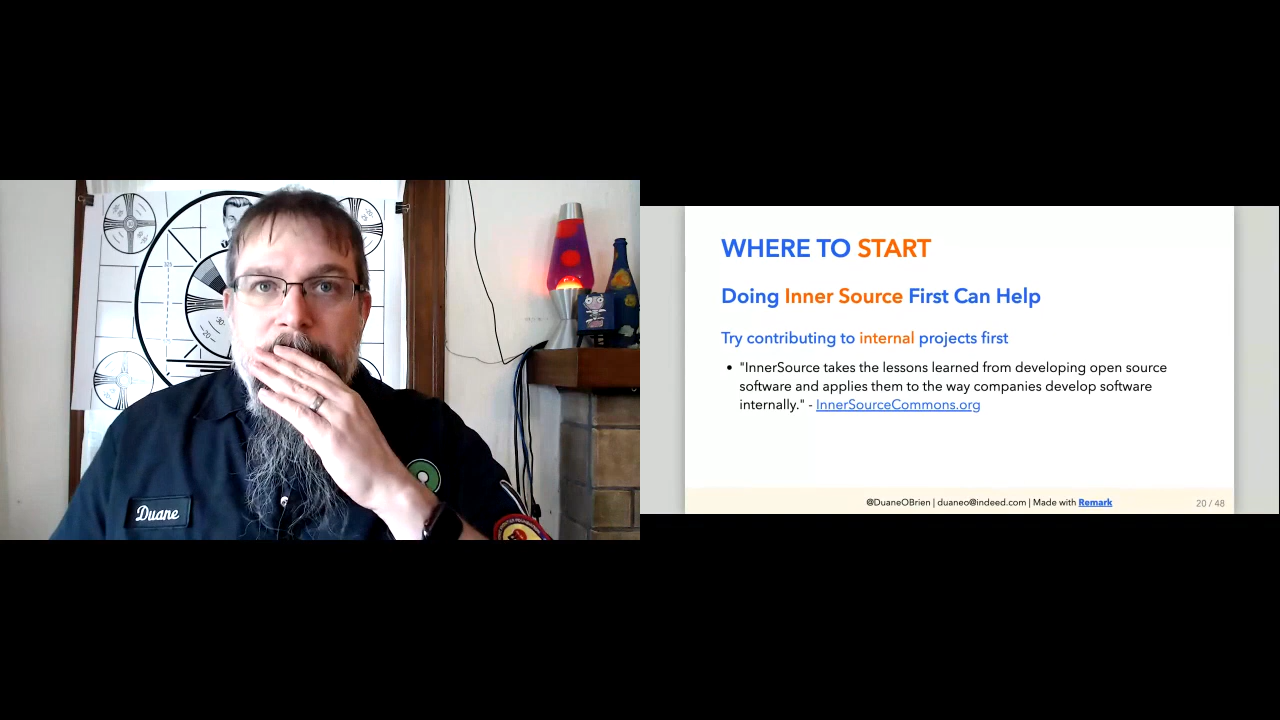 Duane
WHERE TO START
Doing Inner Source First Can Help
Try contributing to internal projects first
• "InnerSource takes the lessons learned from developing open source
software and applies them to the way companies develop software
internally." - InnerSourceCommons.org
@DuaneOBrien | duaneo@indeed.com | Made with Remark
20 / 48